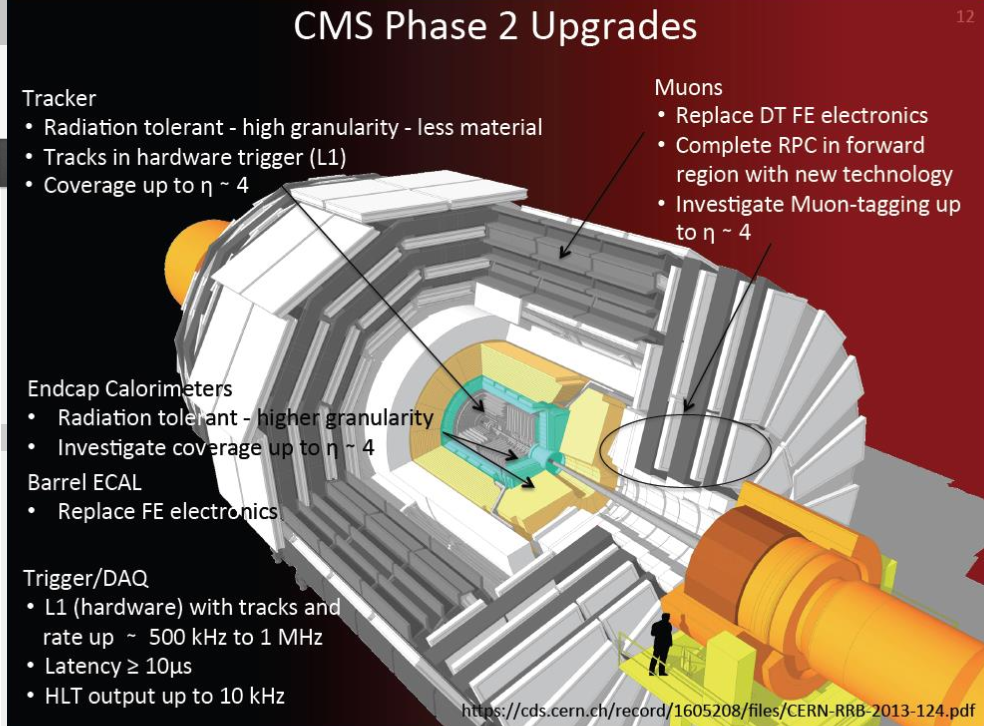 CMS Phase 2 Upgrades
12
Tracker
• Radiation tolerant - high granularity - less material
• Tracks in hardware trigger (L1)
• Coverage up to η ~ 4
Muons
• Replace DT FE electronics
• Complete RPC in forward
region with new technology
• Investigate Muon-tagging up
to η ~ 4
Endcap Calorimeters
• Radiation tolerant - higher granularity
• Investigate coverage up to η ~ 4
Barrel ECAL
• Replace FE electronics
Trigger/DAQ
• L1 (hardware) with tracks and
rate up ~ 500 kHz to 1 MHz
• Latency ≥ 10μs
• HLT output up to 10 kHz
https://cds.cern.ch/record/1605208/files/CERN-RRB-2013-124.pdf